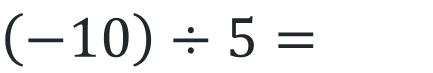 (−10) ÷ 5 =